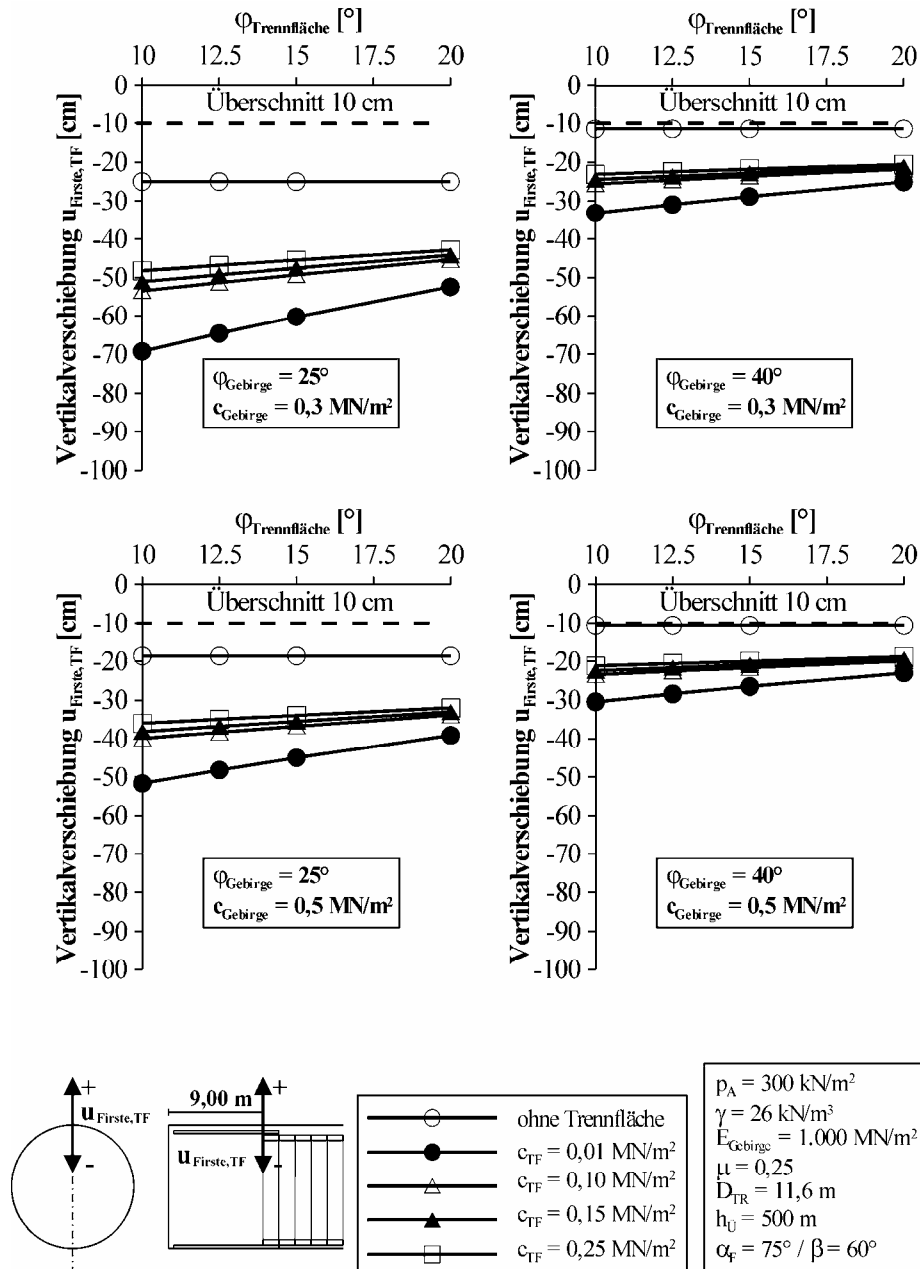 φTrennfläche [°]
10 12.5 15 17.5 20
Vertikalverschiebung uFirste,TF [cm]
0
-10
-20
-30
-40
-50
-60
-70
-80
-90
-100
Überschnitt 10 cm
φGebirge = 25°
cGebirge = 0,3 MN/m²
φTrennfläche [°]
10 12.5 15 17.5 20
Vertikalverschiebung uFirste,TF [cm]
0
-10
-20
-30
-40
-50
-60
-70
-80
-90
-100
Überschnitt 10 cm
φGebirge = 40°
cGebirge = 0,3 MN/m²
φTrennfläche [°]
10 12.5 15 17.5 20
Vertikalverschiebung uFirste,TF [cm]
0
-10
-20
-30
-40
-50
-60
-70
-80
-90
-100
Überschnitt 10 cm
φGebirge = 25°
cGebirge = 0,5 MN/m²
φTrennfläche [°]
10 12.5 15 17.5 20
Vertikalverschiebung uFirste,TF [cm]
0
-10
-20
-30
-40
-50
-60
-70
-80
-90
-100
Überschnitt 10 cm
φGebirge = 40°
cGebirge = 0,5 MN/m²
+
uFirste,TF
-
9,00 m
+
uFirste,TF
-
ohne Trennfläche
cTF = 0,01 MN/m²
cTF = 0,10 MN/m²
cTF = 0,15 MN/m²
cTF = 0,25 MN/m²
pA = 300 kN/m²
γ = 26 kN/m³
EGebirge = 1.000 MN/m²
μ = 0,25
DTR = 11,6 m
hÜ = 500 m
αF = 75° / β = 60°